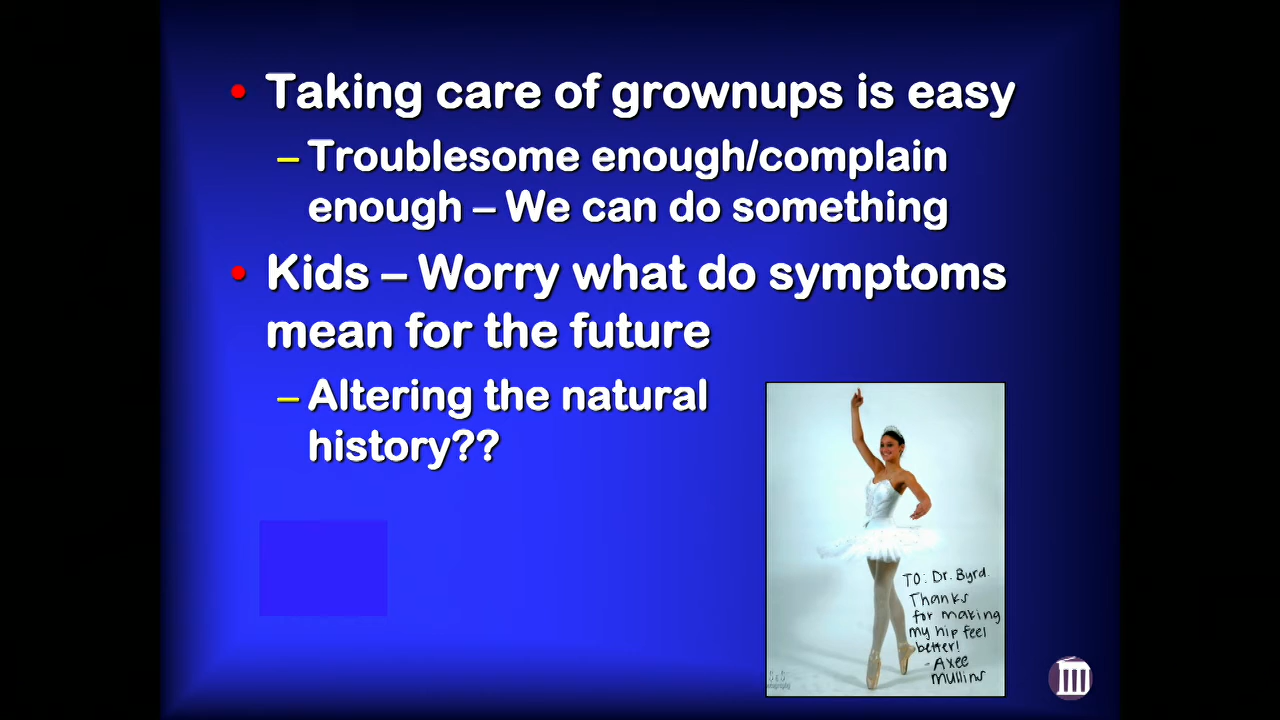 • Taking care of grownups is easy
– Troublesome enough/complain
enough – We can do something
• Kids – Worry what do symptoms
mean for the future
– Altering the natural
history??
TO: Dr. Byrd.
Thanks
for making
my hip feel
better!
- Axee
Mullins